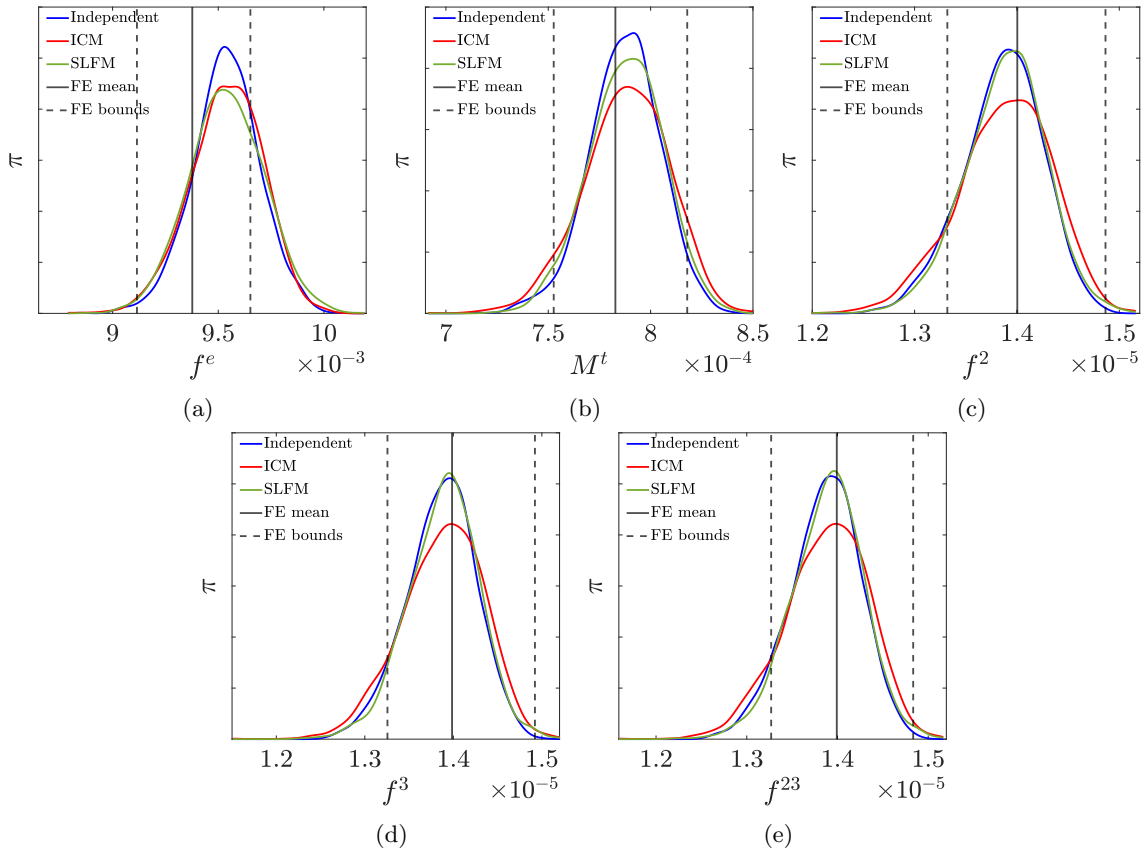 Independent
ICM
SLFM
FE mean
FE bounds
π
9 9.5 10
f^e ×10^-3
(a)
Independent
ICM
SLFM
FE mean
FE bounds
π
7 7.5 8 8.5
M^t ×10^-4
(b)
Independent
ICM
SLFM
FE mean
FE bounds
π
1.2 1.3 1.4 1.5
f^2 ×10^-5
(c)
Independent
ICM
SLFM
FE mean
FE bounds
π
1.2 1.3 1.4 1.5
f^3 ×10^-5
(d)
Independent
ICM
SLFM
FE mean
FE bounds
π
1.2 1.3 1.4 1.5
f^23 ×10^-5
(e)